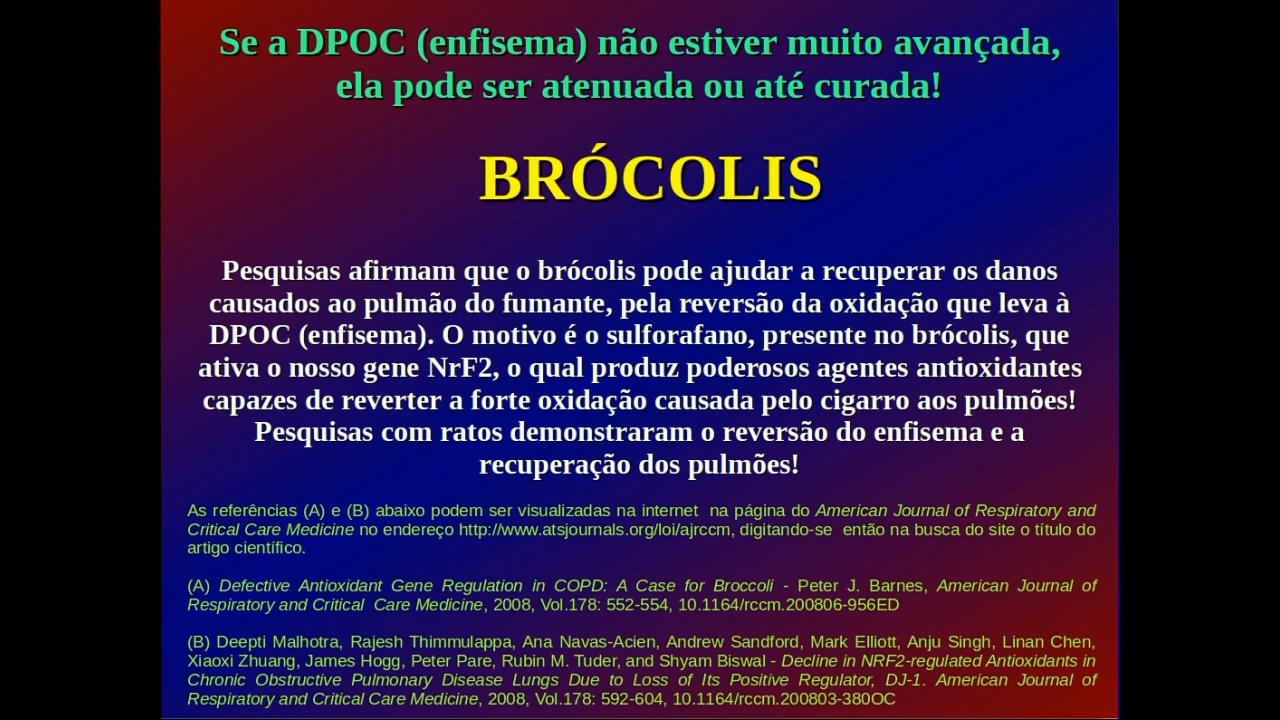 Se a DPOC (enfisema) não estiver muito avançada,
ela pode ser atenuada ou até curada!
BRÓCOLIS
Pesquisas afirmam que o brócolis pode ajudar a recuperar os danos
causados ao pulmão do fumante, pela reversão da oxidação que leva à
DPOC (enfisema). O motivo é o sulforafano, presente no brócolis, que
ativa o nosso gene NrF2, o qual produz poderosos agentes antioxidantes
capazes de reverter a forte oxidação causada pelo cigarro aos pulmões!
Pesquisas com ratos demonstraram o reversão do enfisema e a
recuperação dos pulmões!
As referências (A) e (B) abaixo podem ser visualizadas na internet na página do American Journal of Respiratory and
Critical Care Medicine no endereço http://www.atsjournals.org/loi/ajrccm, digitando-se então na busca do site o título do
artigo científico.
(A) Defective Antioxidant Gene Regulation in COPD: A Case for Broccoli - Peter J. Barnes, American Journal of
Respiratory and Critical Care Medicine, 2008, Vol.178: 552-554, 10.1164/rccm.200806-956ED
(B) Deepti Malhotra, Rajesh Thimmulappa, Ana Navas-Acien, Andrew Sandford, Mark Elliott, Anju Singh, Linan Chen,
Xiaoxi Zhuang, James Hogg, Peter Pare, Rubin M. Tuder, and Shyam Biswal - Decline in NRF2-regulated Antioxidants in
Chronic Obstructive Pulmonary Disease Lungs Due to Loss of Its Positive Regulator, DJ-1. American Journal of
Respiratory and Critical Care Medicine, 2008, Vol.178: 592-604, 10.1164/rccm.200803-380OC